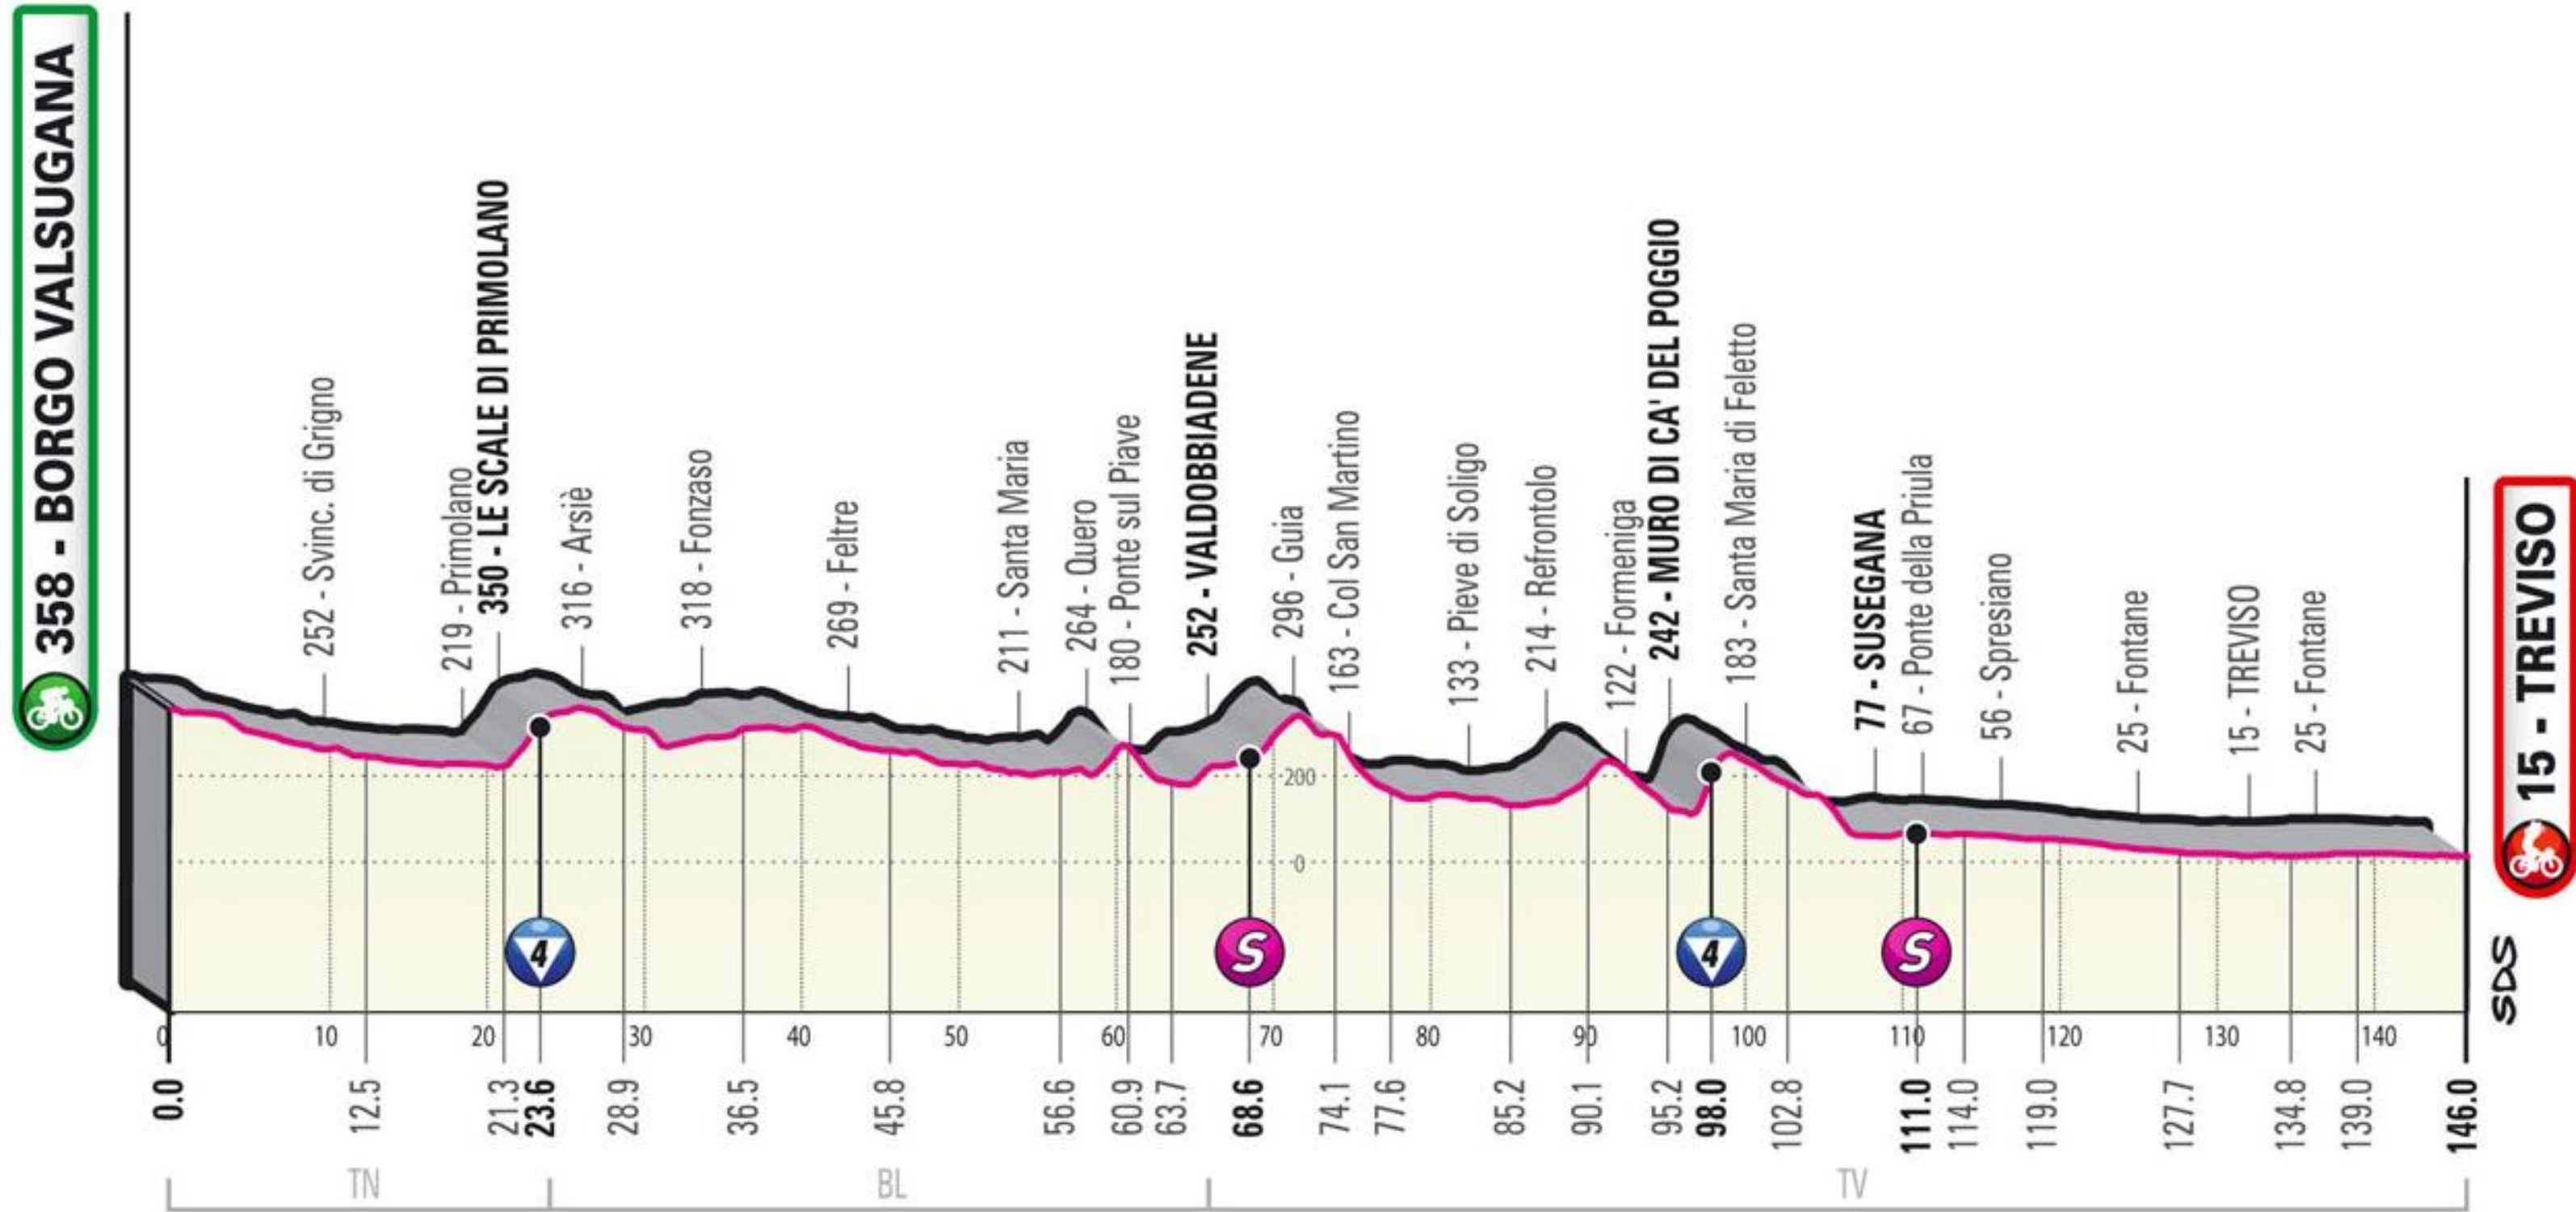 358 - BORGO VALSUGANA
252 - Svinc. di Grigno
219 - Primolano
350 - LE SCALE DI PRIMOLANO
316 - Arsiè
318 - Fonzaso
269 - Feltre
211 - Santa Maria
264 - Quero
180 - Ponte sul Piave
252 - VALDOBBIADENE
296 - Guia
163 - Col San Martino
133 - Pieve di Soligo
214 - Refrontolo
122 - Formeniga
242 - MURO DI CA' DEL POGGIO
183 - Santa Maria di Feletto
77 - SUSEGANA
67 - Ponte della Priula
56 - Spresiano
25 - Fontane
15 - TREVISO
25 - Fontane
15 - TREVISO
200
0
4
S
4
S
SDS
0 10 20 30 40 50 60 70 80 90 100 110 120 130 140
0.0 12.5 21.3 23.6 28.9 36.5 45.8 56.6 60.9 63.7 68.6 74.1 77.6 85.2 90.1 95.2 98.0 102.8 111.0 114.0 119.0 127.7 134.8 139.0 146.0
TN BL TV